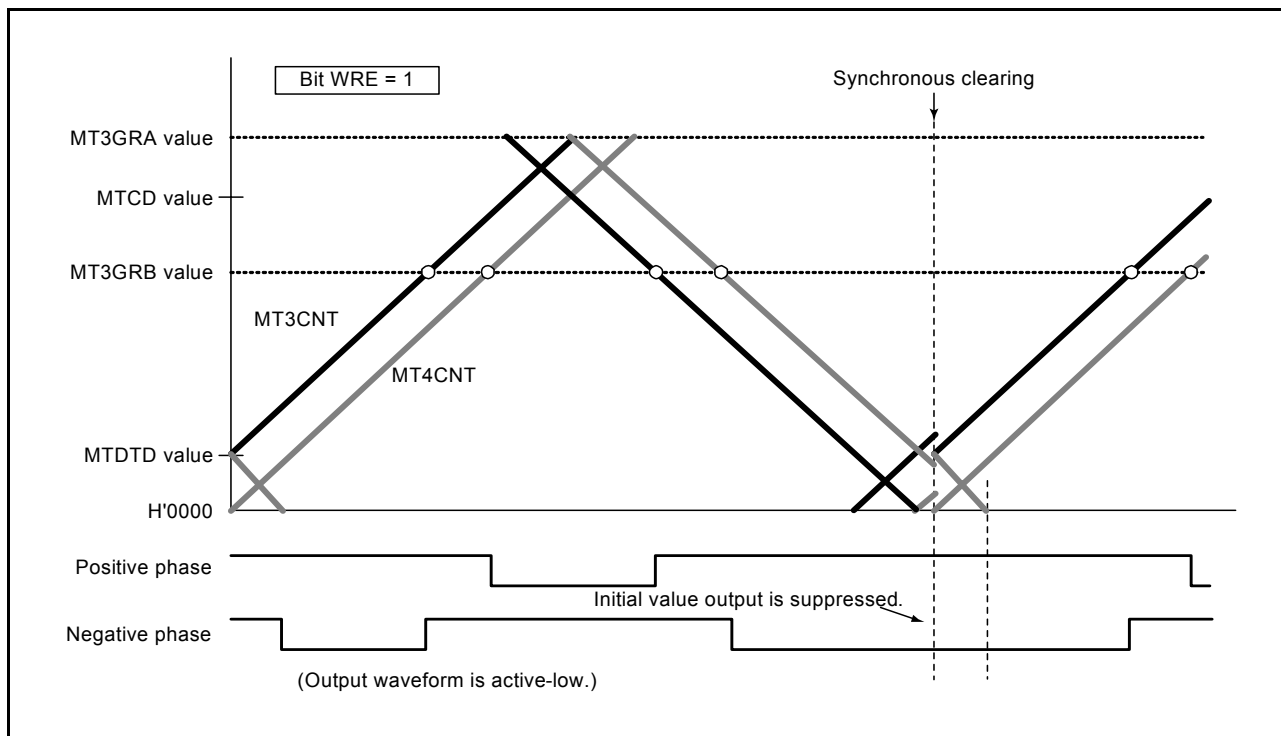 Bit WRE = 1
Synchronous clearing
MT3GRA value
MTCD value
MT3GRB value
MT3CNT
MT4CNT
MTDTD value
H'0000
Positive phase
Initial value output is suppressed.
Negative phase
(Output waveform is active-low.)